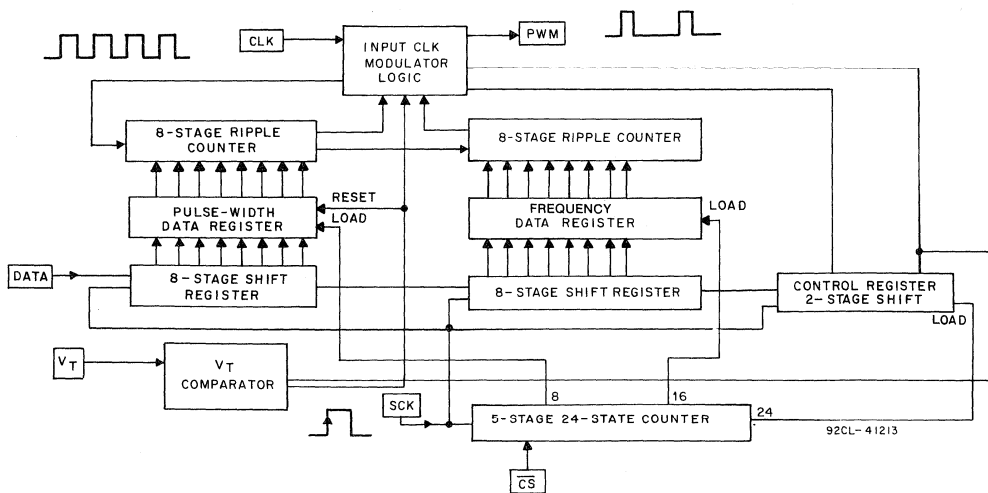 CLK
INPUT CLK
MODULATOR
LOGIC
PWM
8-STAGE RIPPLE
COUNTER
8-STAGE RIPPLE COUNTER
RESET
LOAD
PULSE-WIDTH
DATA REGISTER
FREQUENCY
DATA REGISTER
LOAD
DATA
8-STAGE SHIFT
REGISTER
8-STAGE SHIFT REGISTER
CONTROL REGISTER
2-STAGE SHIFT
LOAD
VT
VT
COMPARATOR
SCK
8
16
5-STAGE 24-STATE COUNTER
24
92CL-41213
CS